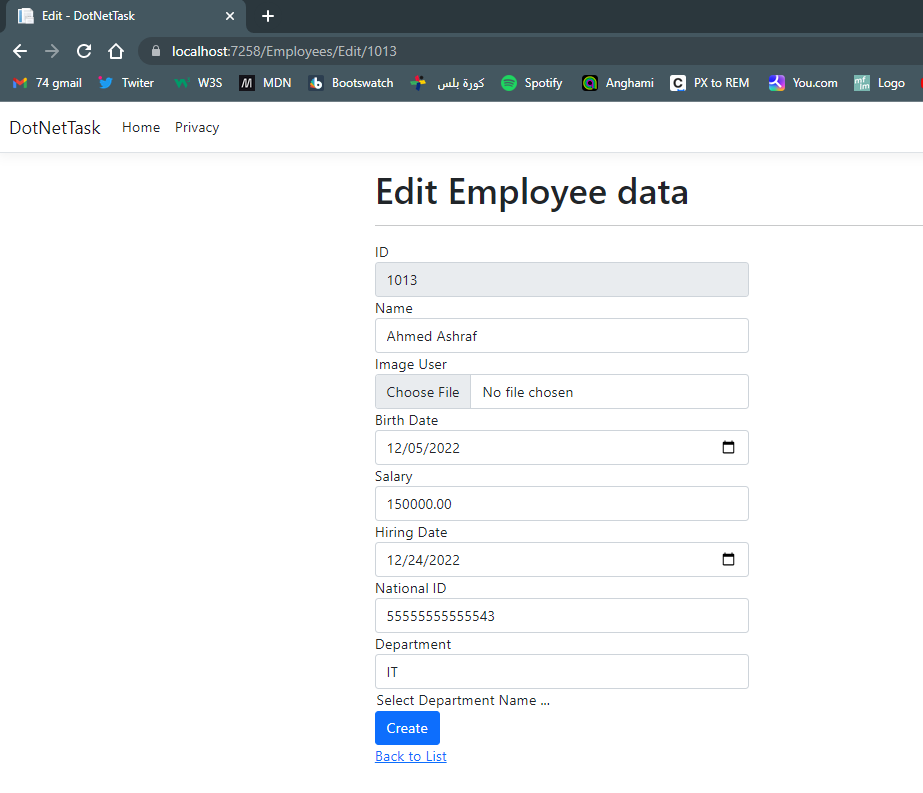 Edit - DotNetTask
localhost:7258/Employees/Edit/1013
74 gmail Twiter W3S MDN Bootswatch كورة بلس Spotify Anghami PX to REM You.com Logo
DotNetTask Home Privacy
Edit Employee data
ID
1013
Name
Ahmed Ashraf
Image User
Choose File No file chosen
Birth Date
12/05/2022
Salary
150000.00
Hiring Date
12/24/2022
National ID
55555555555543
Department
IT
Select Department Name ...
Create
Back to List